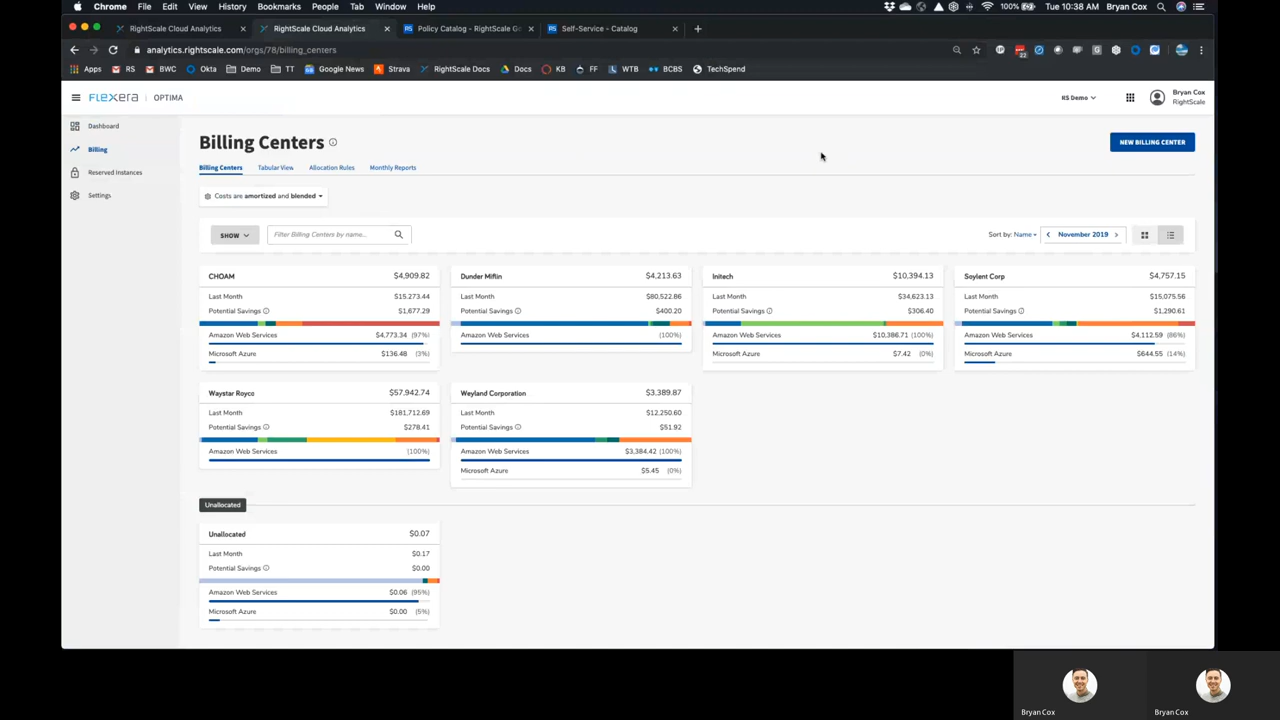 Chrome File Edit View History Bookmarks People Tab Window Help 100% Tue 10:38 AM Bryan Cox
RightScale Cloud Analytics RightScale Cloud Analytics Policy Catalog - RightScale Go Self-Service - Catalog
analytics.rightscale.com/orgs/78/billing_centers
Apps RS BWC Okta Demo TT Google News Strava RightScale Docs Docs KB FF WTB BCBS TechSpend
FLEXERA OPTIMA RS Demo Bryan Cox
RightScale
Dashboard
Billing
Reserved Instances
Settings
Billing Centers
NEW BILLING CENTER
Billing Centers Tabular View Allocation Rules Monthly Reports
Costs are amortized and blended
SHOW Filter Billing Centers by name... Sort by: Name November 2019
CHOAM $4,909.82
Last Month $15,273.44
Potential Savings $1,677.29
Amazon Web Services $4,773.34 (97%)
Microsoft Azure $136.48 (3%)
Dunder Miflin $4,213.63
Last Month $80,522.86
Potential Savings $400.20
Amazon Web Services (100%)
Initech $10,394.13
Last Month $34,623.13
Potential Savings $306.40
Amazon Web Services $10,386.71 (100%)
Microsoft Azure $7.42 (0%)
Soylent Corp $4,757.15
Last Month $15,075.56
Potential Savings $1,290.61
Amazon Web Services $4,112.59 (86%)
Microsoft Azure $644.55 (14%)
Waystar Royco $57,942.74
Last Month $181,712.69
Potential Savings $278.41
Amazon Web Services (100%)
Weyland Corporation $3,389.87
Last Month $12,250.60
Potential Savings $51.92
Amazon Web Services $3,384.42 (100%)
Microsoft Azure $5.45 (0%)
Unallocated
Unallocated $0.07
Last Month $0.17
Potential Savings $0.00
Amazon Web Services $0.06 (95%)
Microsoft Azure $0.00 (5%)
Bryan Cox Bryan Cox